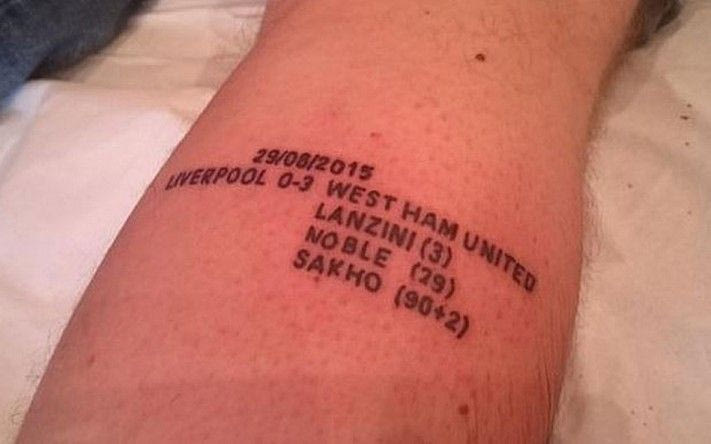 29/08/2015
LIVERPOOL 0-3 WEST HAM UNITED
LANZINI (3)
NOBLE (29)
SAKHO (90+2)